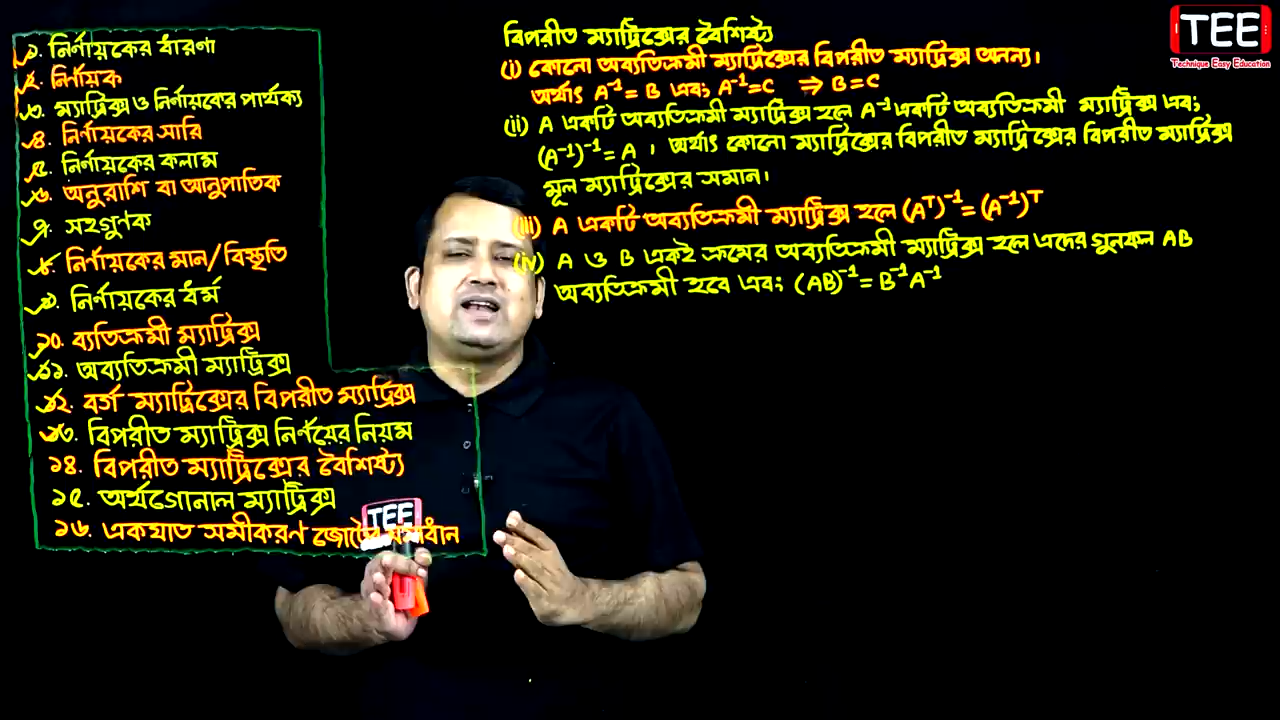 ১. নির্ণায়কের ধারণা
২. নির্ণায়ক
৩. ম্যাট্রিক্স ও নির্ণায়কের পার্থক্য
৪. নির্ণায়কের সারি
৫. নির্ণায়কের কলাম
৬. অনুরাশি বা আনুপাতিক
৭. সহগুণক
৮. নির্ণায়কের মান/বিস্তৃতি
৯. নির্ণায়কের ধর্ম
১০. ব্যতিক্রমী ম্যাট্রিক্স
১১. অব্যতিক্রমী ম্যাট্রিক্স
১২. বর্গ ম্যাট্রিক্সের বিপরীত ম্যাট্রিক্স
১৩. বিপরীত ম্যাট্রিক্স নির্ণয়ের নিয়ম
১৪. বিপরীত ম্যাট্রিক্সের বৈশিষ্ট্য
১৫. অর্থগোনাল ম্যাট্রিক্স
১৬. একঘাত সমীকরণ জোটের সমাধান
বিপরীত ম্যাট্রিক্সের বৈশিষ্ট্য
(i) কোনো অব্যতিক্রমী ম্যাট্রিক্সের বিপরীত ম্যাট্রিক্স অনন্য।
অর্থাৎ A⁻¹ = B এবং A⁻¹ = C ⇒ B = C
(ii) A একটি অব্যতিক্রমী ম্যাট্রিক্স হলে A⁻¹ একটি অব্যতিক্রমী ম্যাট্রিক্স এবং
(A⁻¹)⁻¹ = A । অর্থাৎ কোনো ম্যাট্রিক্সের বিপরীত ম্যাট্রিক্সের বিপরীত ম্যাট্রিক্স
মূল ম্যাট্রিক্সের সমান।
(iii) A একটি অব্যতিক্রমী ম্যাট্রিক্স হলে (Aᵀ)⁻¹ = (A⁻¹)ᵀ
(iv) A ও B একই ক্রমের অব্যতিক্রমী ম্যাট্রিক্স হলে এদের গুনফল AB
অব্যতিক্রমী হবে এবং (AB)⁻¹ = B⁻¹A⁻¹
TEE
Technique Easy Education
TEE